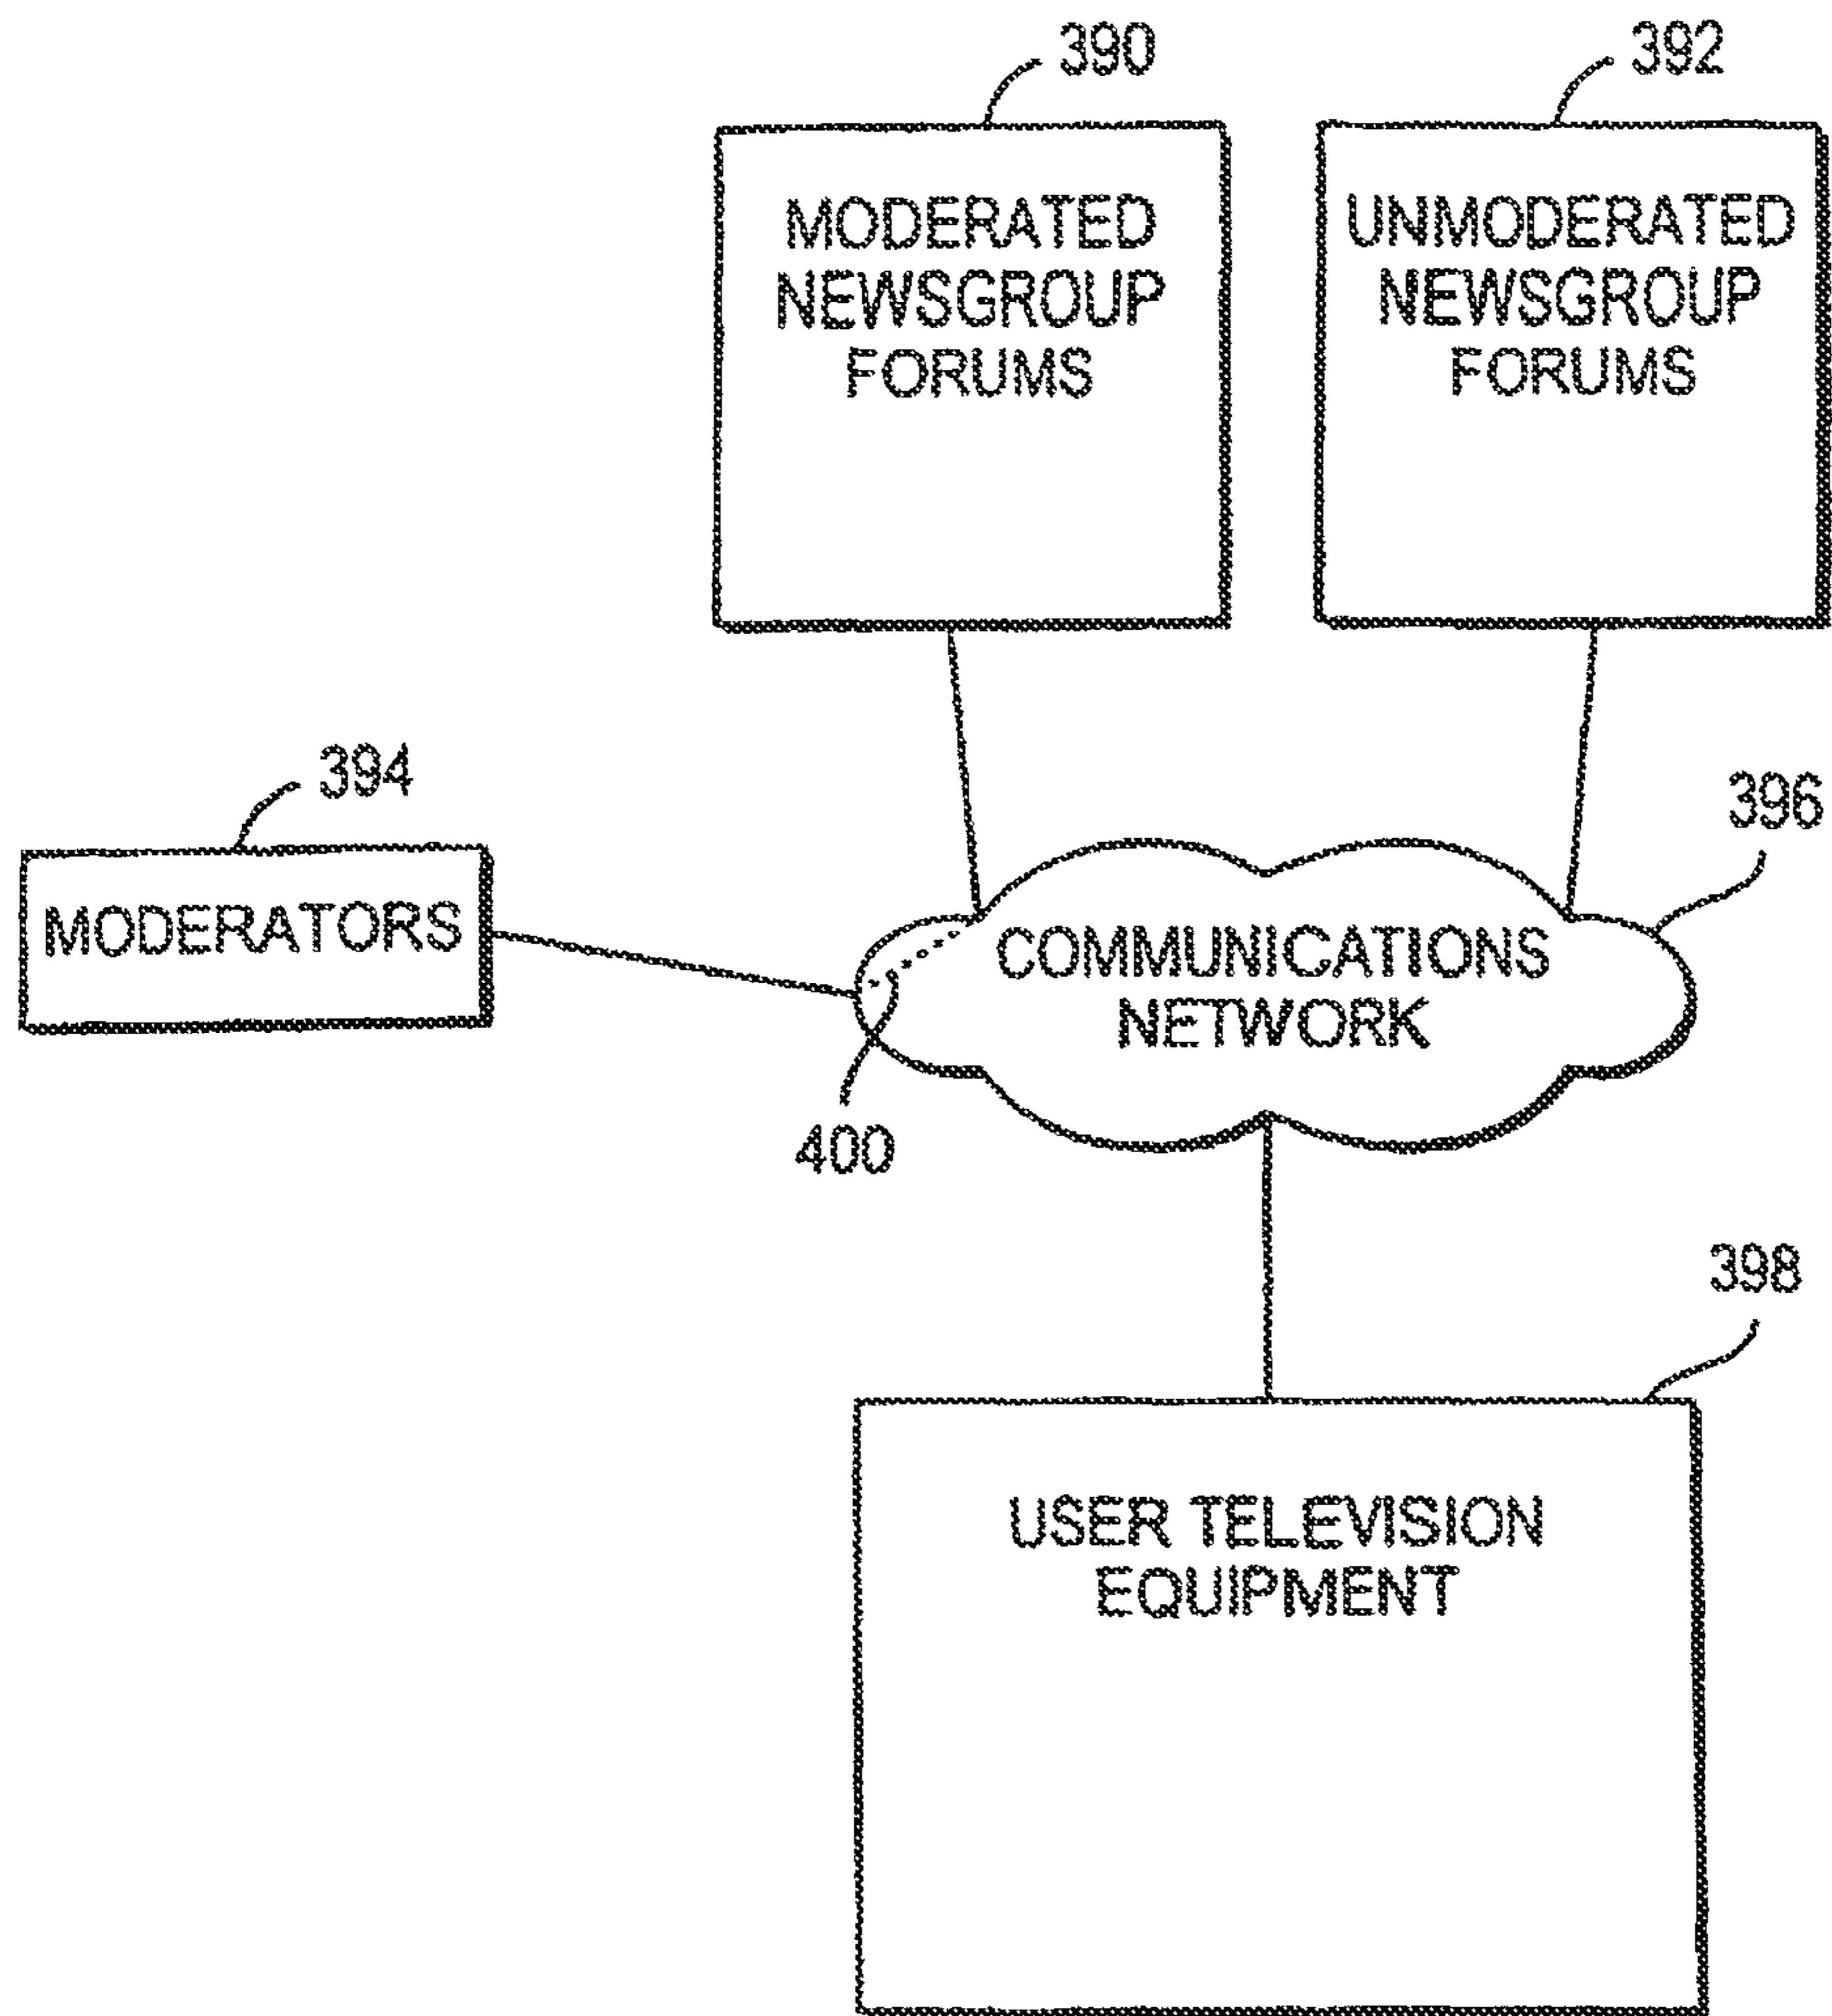 390
392
MODERATED
NEWSGROUP
FORUMS
UNMODERATED
NEWSGROUP
FORUMS
394
396
MODERATORS
COMMUNICATIONS
NETWORK
400
398
USER TELEVISION
EQUIPMENT